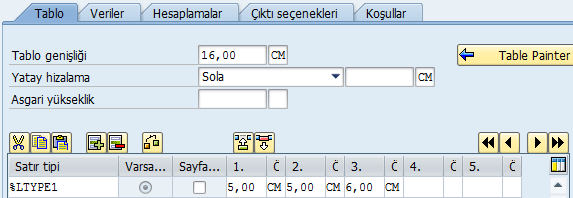 Tablo Veriler Hesaplamalar Çıktı seçenekleri Koşullar
Tablo genişliği 16,00 CM Table Painter
Yatay hizalama Sola CM
Asgari yükseklik
Satır tipi Varsa... Sayfa... 1. Č 2. Č 3. Č 4. Č 5. Č
%LTYPE1 5,00 CM 5,00 CM 6,00 CM